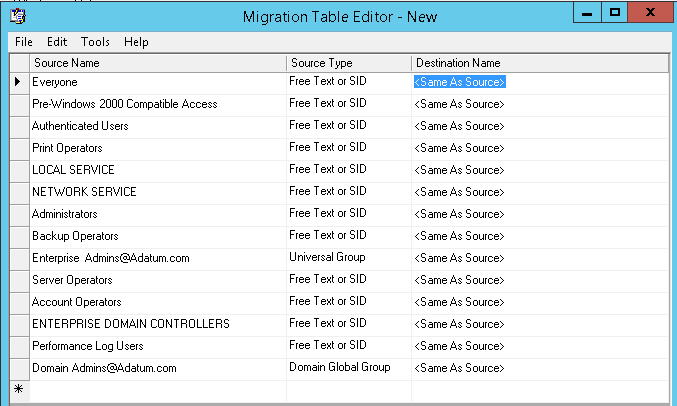 Migration Table Editor - New
File Edit Tools Help
Source Name Source Type Destination Name
Everyone Free Text or SID <Same As Source>
Pre-Windows 2000 Compatible Access Free Text or SID <Same As Source>
Authenticated Users Free Text or SID <Same As Source>
Print Operators Free Text or SID <Same As Source>
LOCAL SERVICE Free Text or SID <Same As Source>
NETWORK SERVICE Free Text or SID <Same As Source>
Administrators Free Text or SID <Same As Source>
Backup Operators Free Text or SID <Same As Source>
Enterprise Admins@Adatum.com Universal Group <Same As Source>
Server Operators Free Text or SID <Same As Source>
Account Operators Free Text or SID <Same As Source>
ENTERPRISE DOMAIN CONTROLLERS Free Text or SID <Same As Source>
Performance Log Users Free Text or SID <Same As Source>
Domain Admins@Adatum.com Domain Global Group <Same As Source>